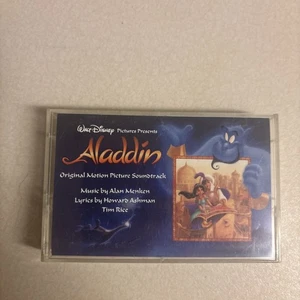 Walt Disney Pictures Presents
Aladdin
Original Motion Picture Soundtrack
Music by Alan Menken
Lyrics by Howard Ashman
Tim Rice